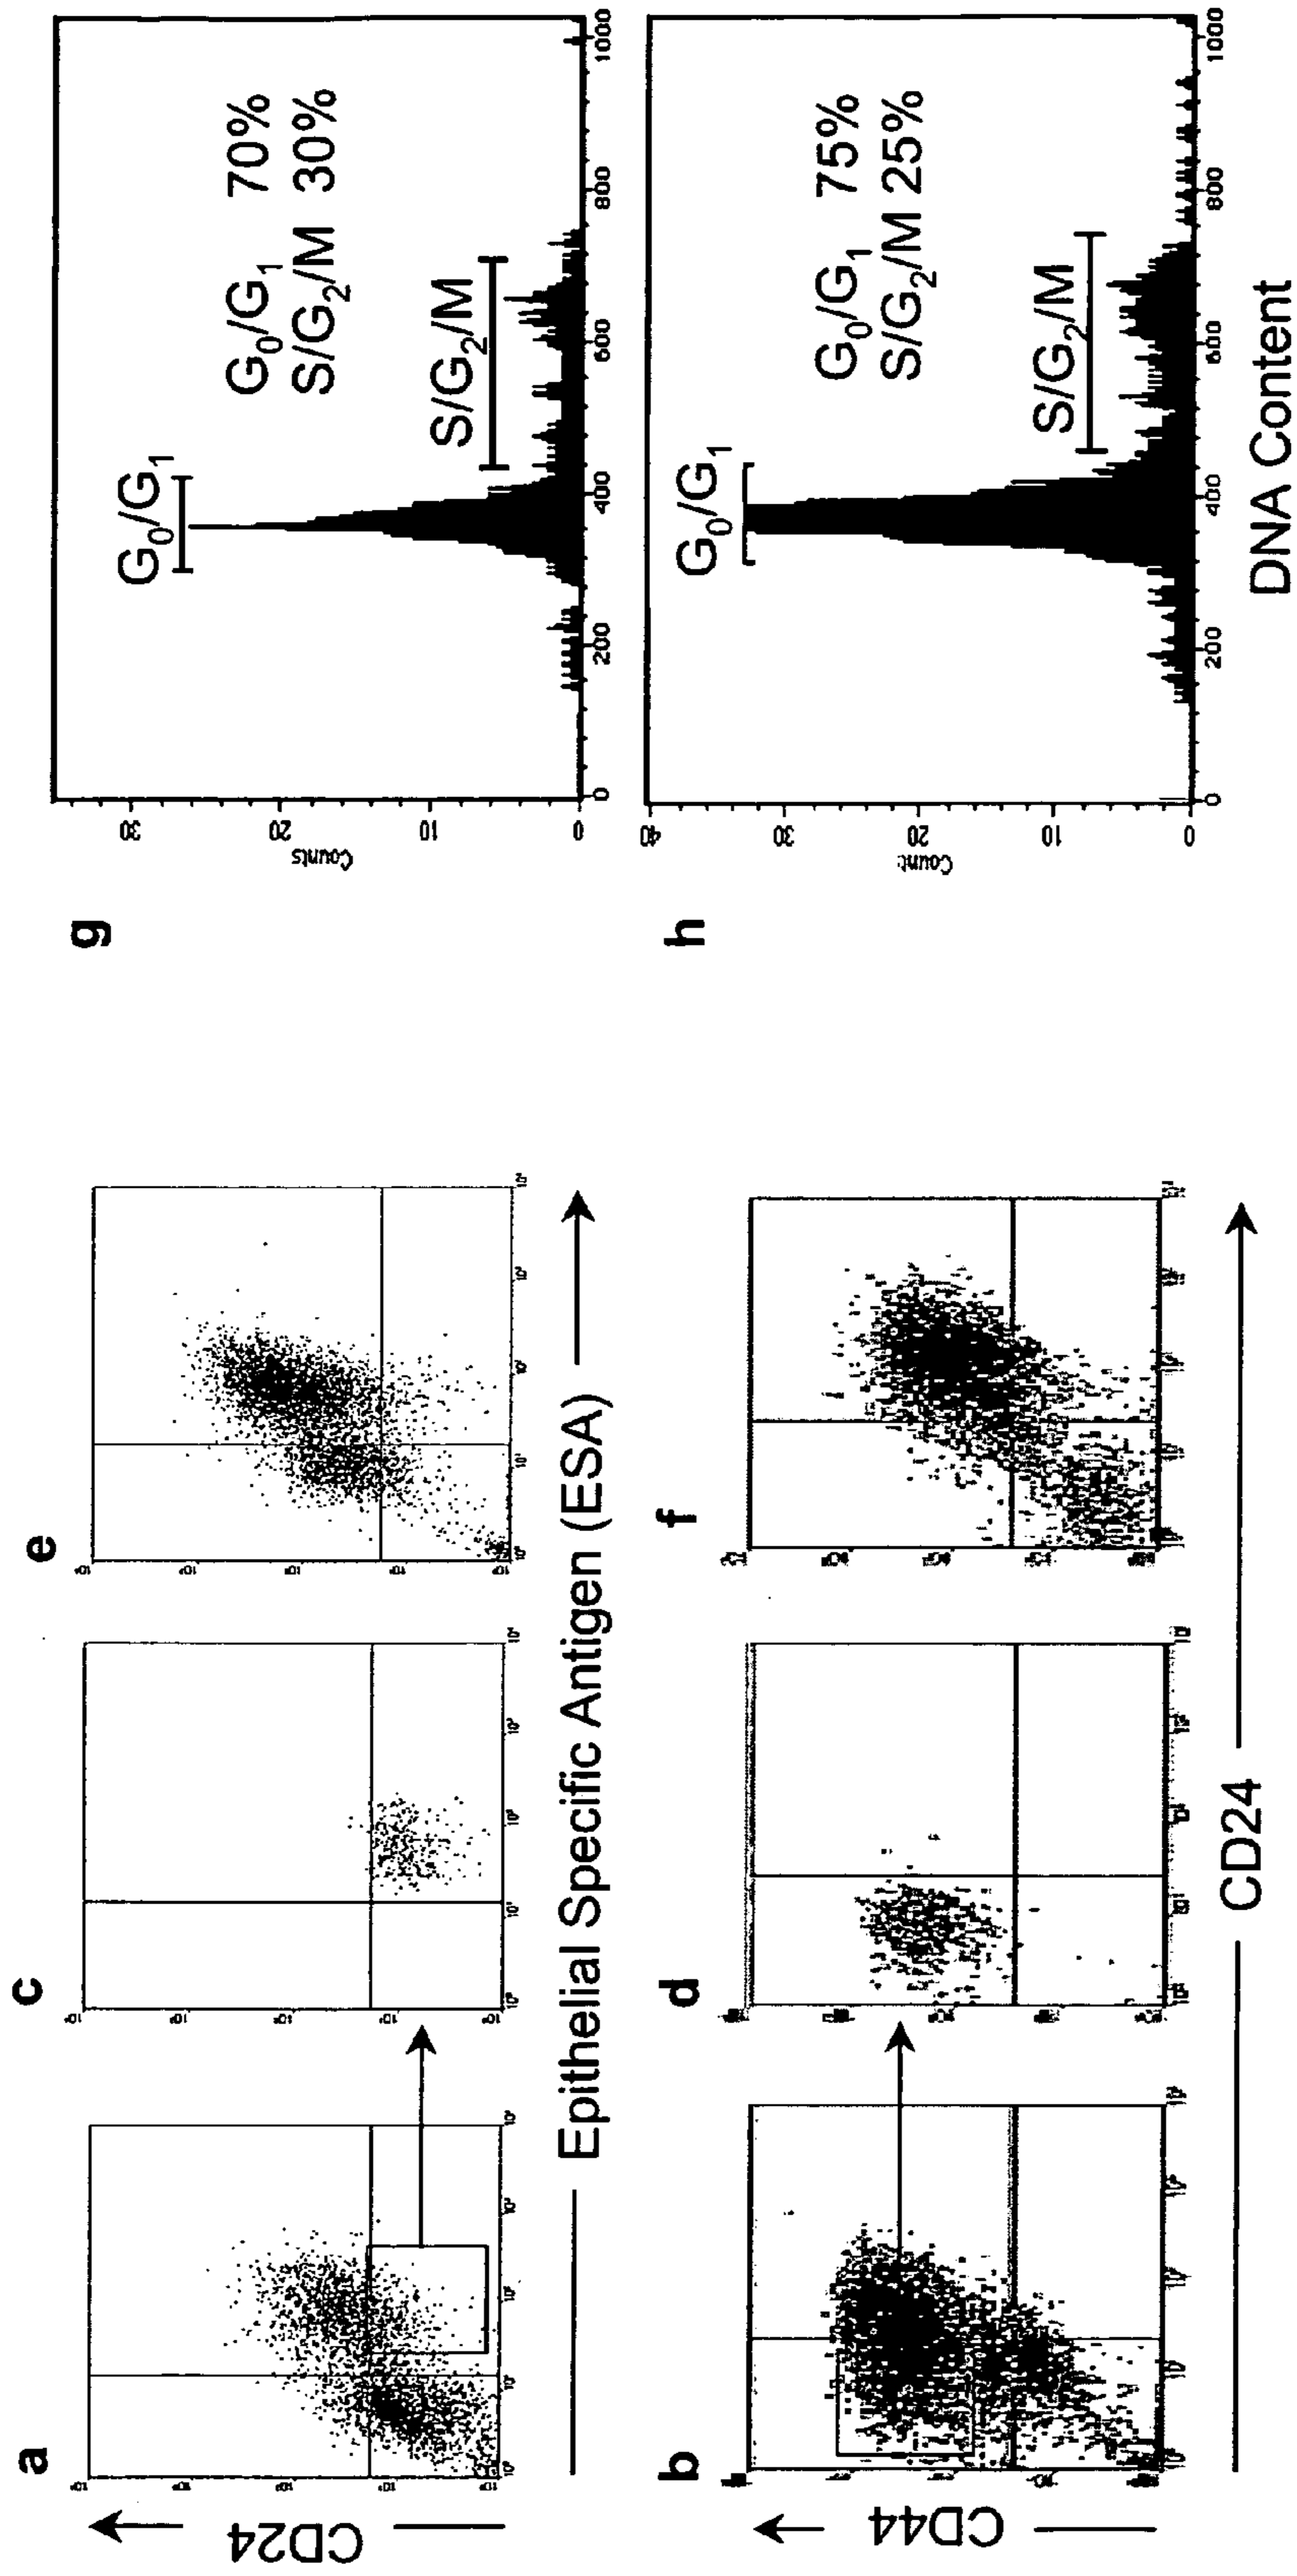 a
c
e
CD24
Epithelial Specific Antigen (ESA)
b
d
f
CD44
CD24
g
Counts
30
20
10
0
G0/G1
S/G2/M
G0/G1 70%
S/G2/M 30%
0 200 400 600 800 1000
h
Count
40
30
20
10
0
G0/G1
S/G2/M
G0/G1 75%
S/G2/M 25%
0 200 400 600 800 1000
DNA Content